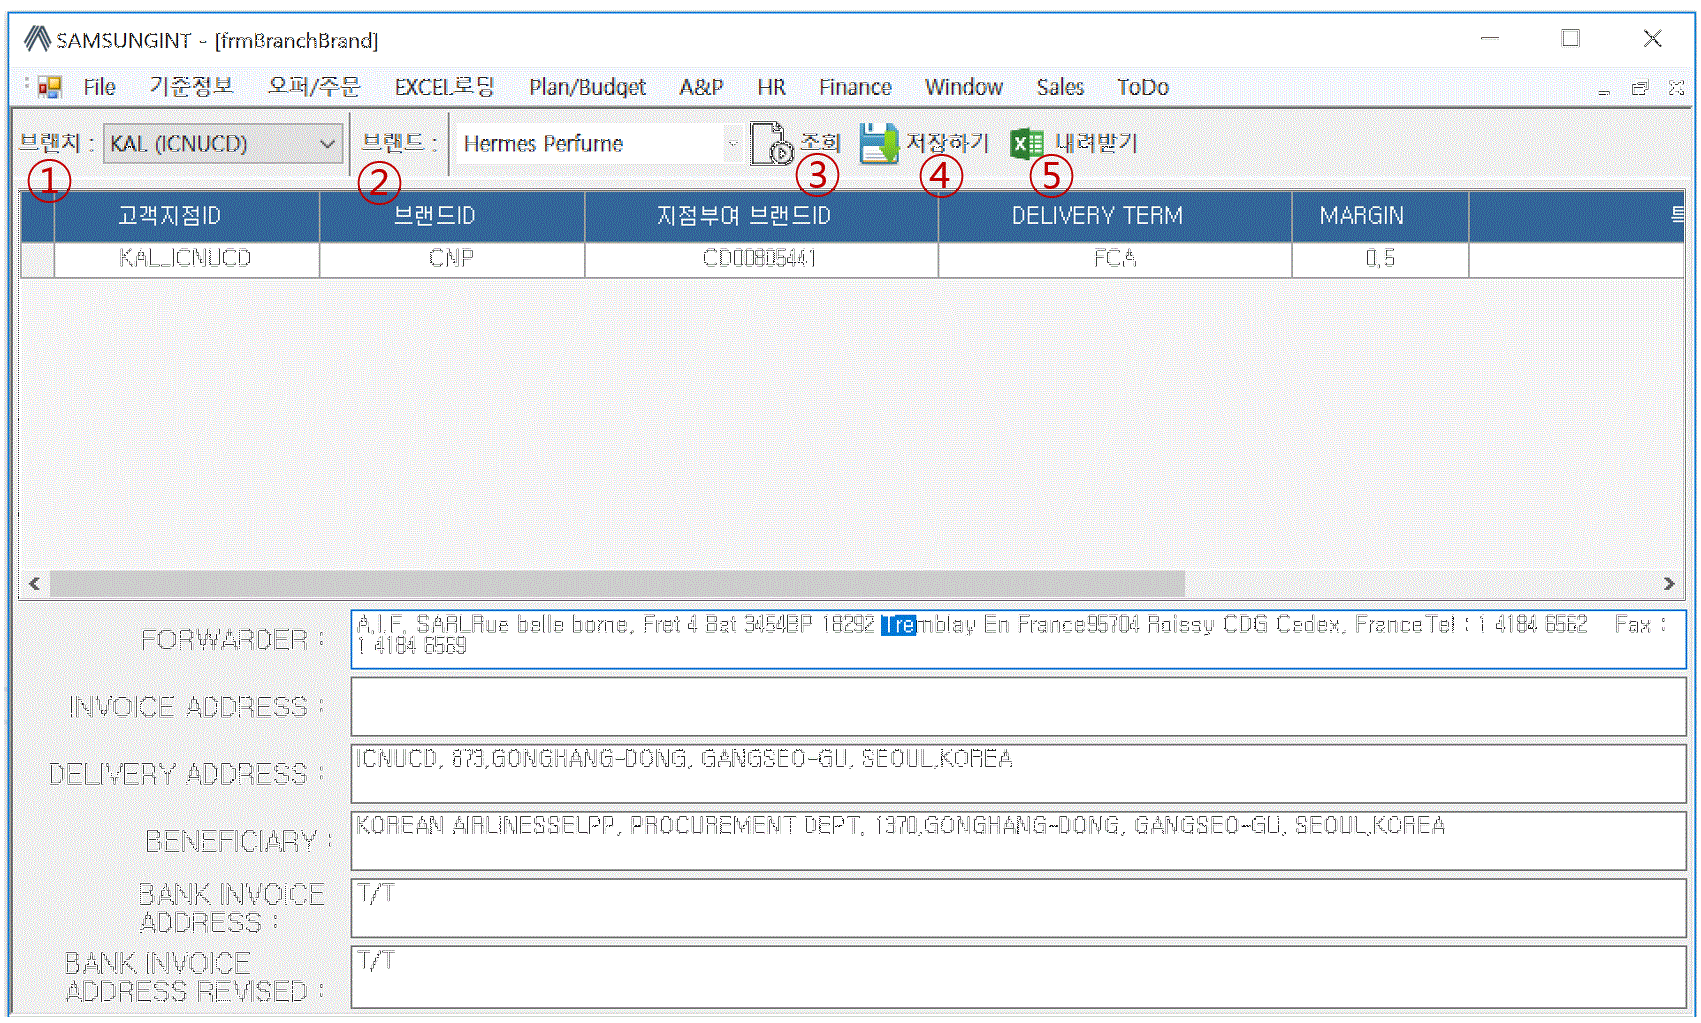 SAMSUNGINT - [frmBranchBrand]
File 기준정보 오퍼/주문 EXCEL로딩 Plan/Budget A&P HR Finance Window Sales ToDo
브랜치 : KAL (ICNUCD) 브랜드 : Hermes Perfume 조회 저장하기 내려받기
① ② ③ ④ ⑤
고객지점ID 브랜드ID 지점부여 브랜드ID DELIVERY TERM MARGIN
KAL_ICNUCD CNP CD00805441 FCA 0,5
FORWARDER : A.I.F. SARLRue belle borne, Fret 4 Bat 3454BP 18292 Tremblay En France95704 Roissy CDG Cedex, FranceTel : 1 4184 6562 Fax :
1 4184 6569
INVOICE ADDRESS :
DELIVERY ADDRESS : ICNUCD, 873,GONGHANG-DONG, GANGSEO-GU, SEOUL,KOREA
BENEFICIARY : KOREAN AIRLINESSELPP, PROCUREMENT DEPT, 1370,GONGHANG-DONG, GANGSEO-GU, SEOUL,KOREA
BANK INVOICE T/T
ADDRESS :
BANK INVOICE T/T
ADDRESS REVISED :